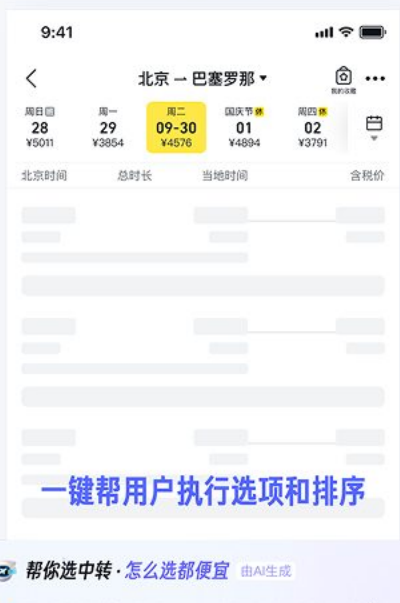 9:41
北京 — 巴塞罗那
我的收藏
周日 周一 周二 国庆节 休 周四 休
28 29 09-30 01 02
¥5011 ¥3854 ¥4576 ¥4894 ¥3791
北京时间 总时长 当地时间 含税价
一键帮用户执行选项和排序
帮你选中转·怎么选都便宜 由AI生成